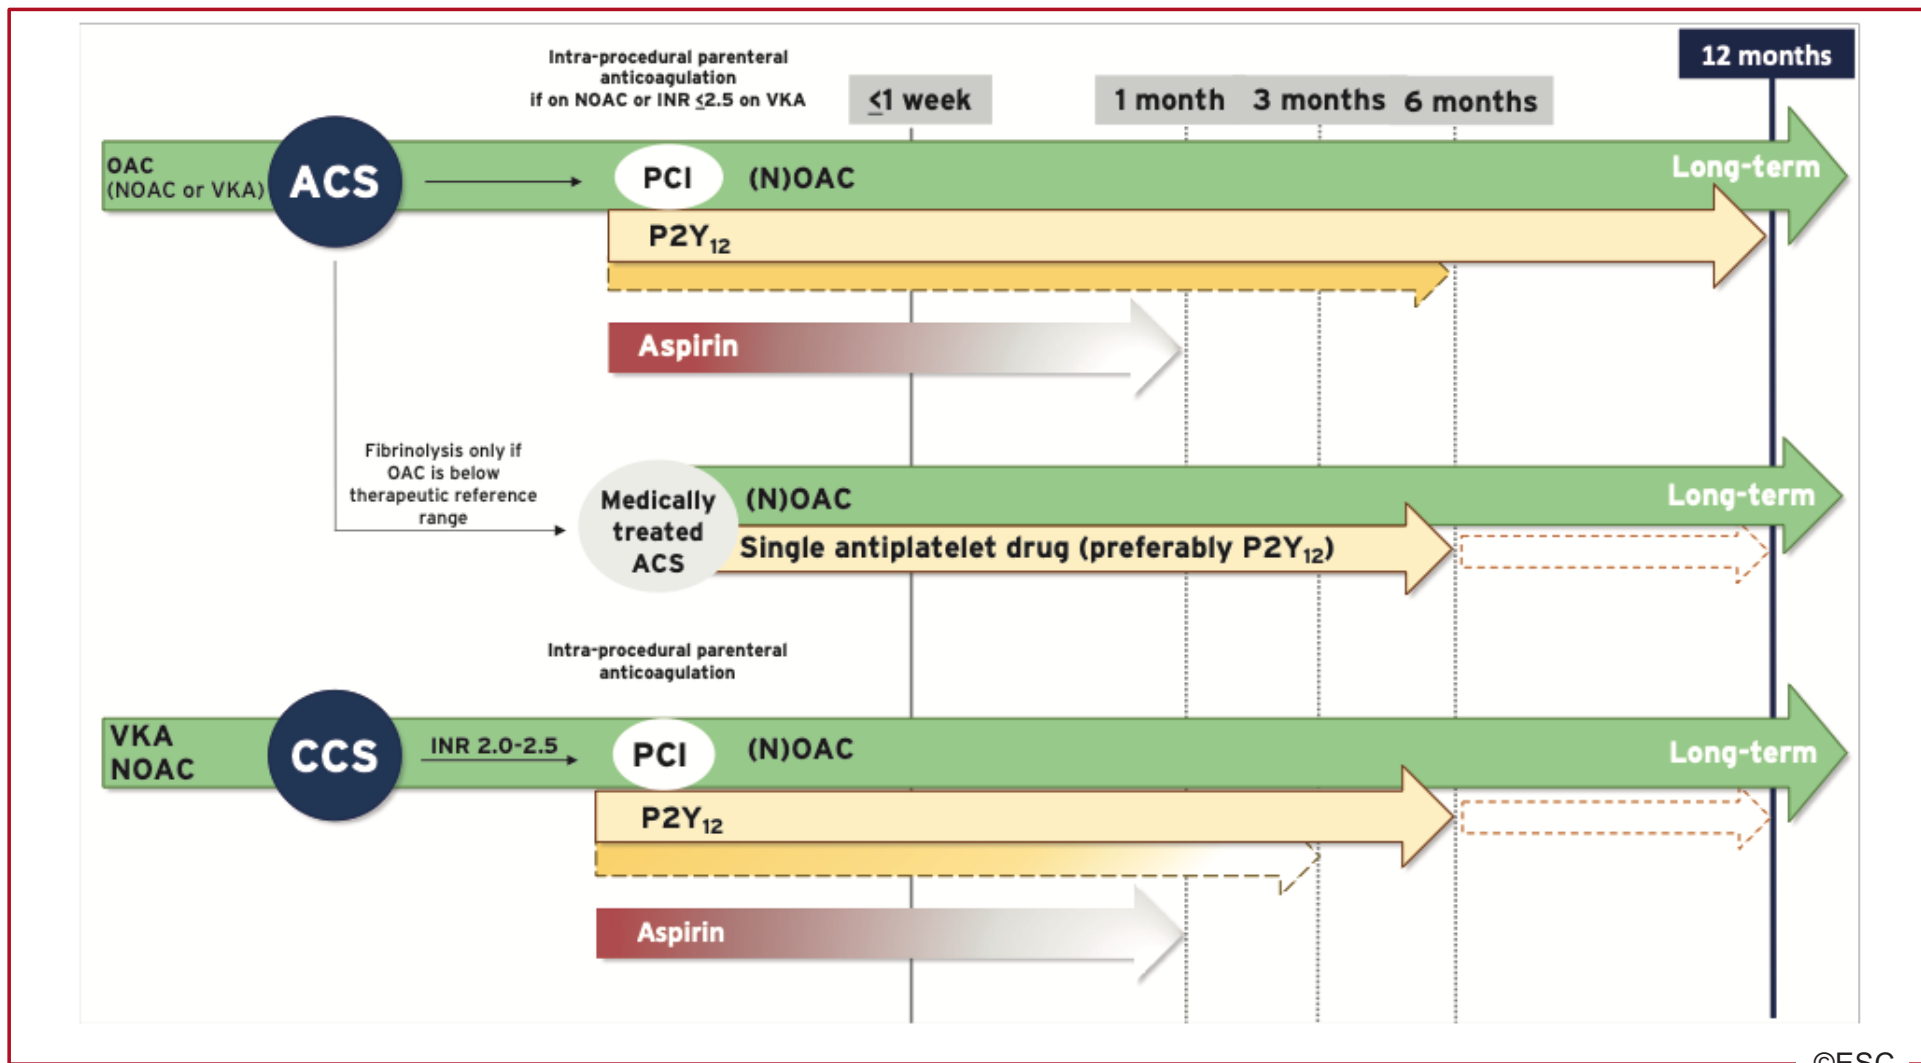 Intra-procedural parenteral
anticoagulation
if on NOAC or INR ≤2.5 on VKA
≤1 week
1 month
3 months
6 months
12 months
OAC
(NOAC or VKA)
ACS
PCI
(N)OAC
Long-term
P2Y₁₂
Aspirin
Fibrinolysis only if
OAC is below
therapeutic reference
range
Medically
treated
ACS
(N)OAC
Long-term
Single antiplatelet drug (preferably P2Y₁₂)
Intra-procedural parenteral
anticoagulation
VKA
NOAC
CCS
INR 2.0-2.5
PCI
(N)OAC
Long-term
P2Y₁₂
Aspirin
©ESC